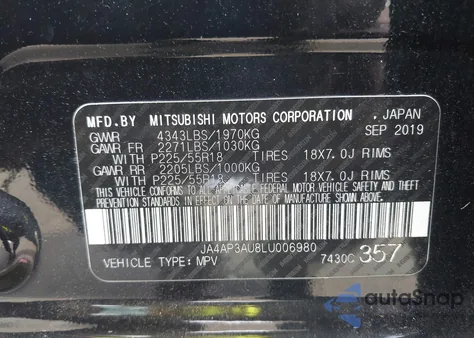 MFD.BY MITSUBISHI MOTORS CORPORATION , JAPAN
SEP 2019
GVWR 4343LBS/1970KG
GAWR FR 2271LBS/1030KG
WITH P225/55R18 TIRES 18X7.0J RIMS
GAWR RR 2205LBS/1000KG
WITH P225/55R18 TIRES 18X7.0J RIMS
THIS VEHICLE CONFORMS TO ALL APPLICABLE FEDERAL MOTOR VEHICLE SAFETY AND THEFT
PREVENTION STANDARDS IN EFFECT ON THE DATE OF MANUFACTURE SHOWN ABOVE.
JA4AP3AU8LU006980
VEHICLE TYPE: MPV 7430C 357
autoSnap